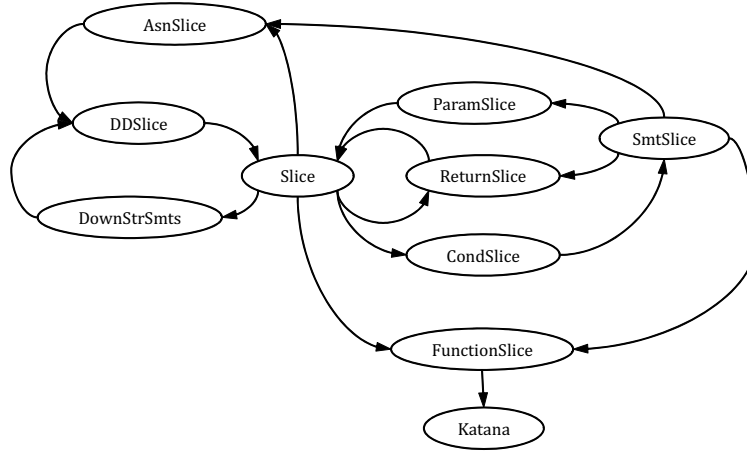 AsnSlice
ParamSlice
DDSlice
SmtSlice
Slice
ReturnSlice
DownStrSmts
CondSlice
FunctionSlice
Katana